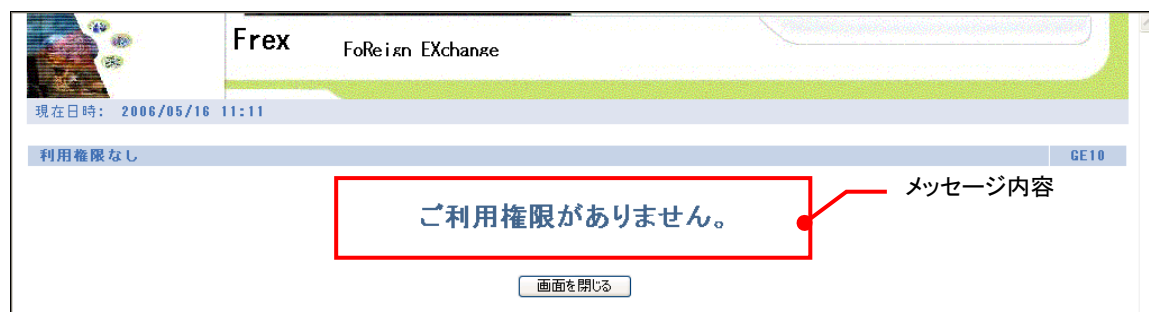 Frex FoReign EXchange
現在日時: 2006/05/16 11:11
利用権限なし GE10
メッセージ内容
ご利用権限がありません。
画面を閉じる